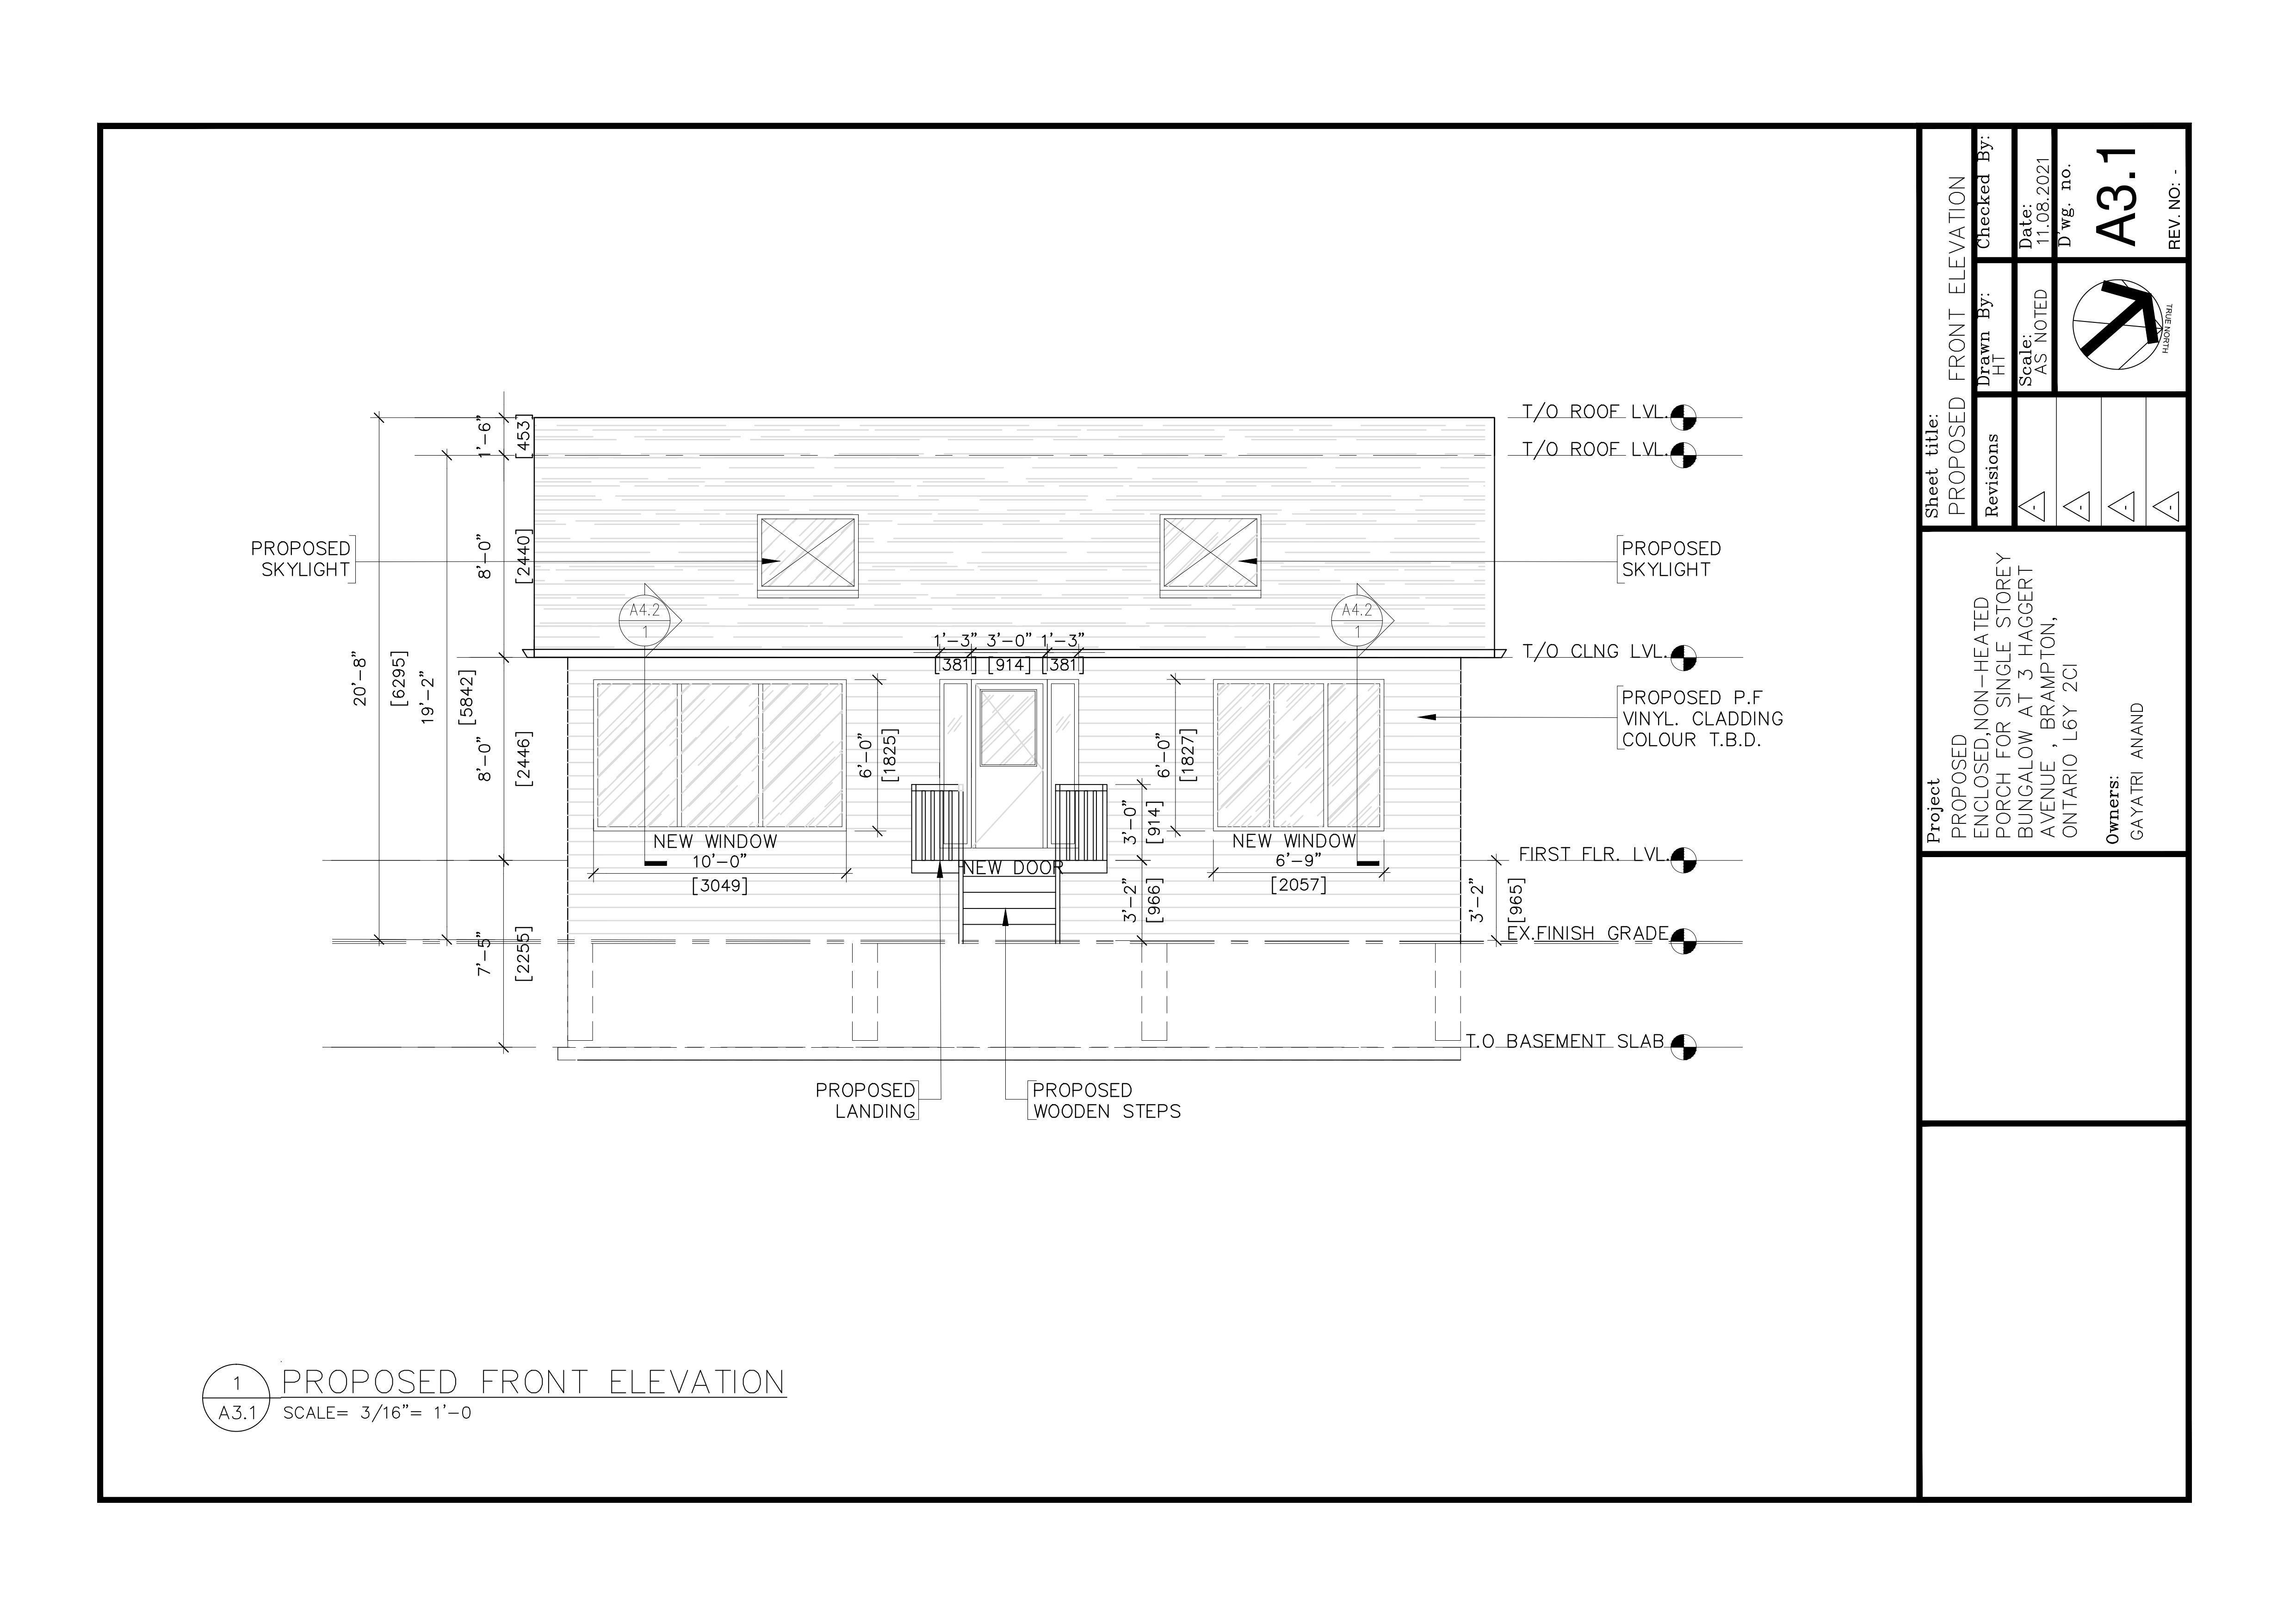 T/O ROOF LVL.
T/O ROOF LVL.
1'-6"
[453]
PROPOSED
SKYLIGHT
8'-0"
[2440]
PROPOSED
SKYLIGHT
A4.2
1
A4.2
1
1'-3" 3'-0" 1'-3"
[381] [914] [381]
T/O CLNG LVL.
20'-8"
[6295]
19'-2"
[5842]
8'-0"
[2446]
6'-0"
[1825]
6'-0"
[1827]
PROPOSED P.F
VINYL. CLADDING
COLOUR T.B.D.
NEW WINDOW
10'-0"
[3049]
NEW DOOR
3'-0"
[914]
NEW WINDOW
6'-9"
[2057]
FIRST FLR. LVL.
3'-2"
[966]
3'-2"
[965]
EX.FINISH GRADE
7'-5"
[2255]
T.O BASEMENT SLAB
PROPOSED
LANDING
PROPOSED
WOODEN STEPS
1
A3.1
PROPOSED FRONT ELEVATION
SCALE= 3/16"= 1'-0
Project
PROPOSED
ENCLOSED,NON-HEATED
PORCH FOR SINGLE STOREY
BUNGALOW AT 3 HAGGERT
AVENUE , BRAMPTON,
ONTARIO L6Y 2CI
Owners:
GAYATRI ANAND
Sheet title:
PROPOSED FRONT ELEVATION
Revisions
-
-
-
-
Drawn By:
HT
Checked By:
Scale:
AS NOTED
Date:
11.08.2021
TRUE NORTH
D'wg. no.
A3.1
REV. NO: -